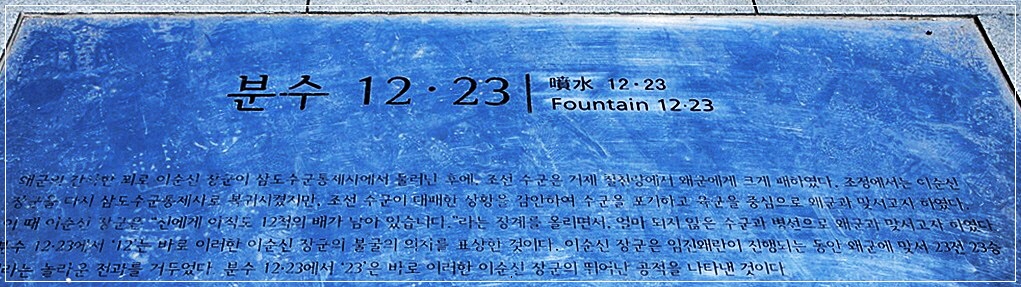 분수 12·23
噴水 12·23
Fountain 12·23
왜군의 간특한 꾀로 이순신 장군이 삼도수군통제사에서 물러난 후에, 조선 수군은 거제 칠천량에서 왜군에게 크게 패하였다. 조정에서는 이순신
장군을 다시 삼도수군통제사로 복귀시켰지만, 조선 수군이 대패한 상황을 감안하여 수군을 포기하고 육군을 중심으로 왜군과 맞서고자 하였다.
이 때 이순신 장군은 "신에게 아직도 12척의 배가 남아 있습니다."라는 장계를 올리면서, 얼마 되지 않은 수군과 병선으로 왜군과 맞서고자 하였다.
분수 12·23에서 '12'는 바로 이러한 이순신 장군의 불굴의 의지를 표상한 것이다. 이순신 장군은 임진왜란이 진행되는 동안 왜군에 맞서 23전 23승
이라는 놀라운 전과를 거두었다. 분수 12·23에서 '23'은 바로 이러한 이순신 장군의 뛰어난 공적을 나타낸 것이다.